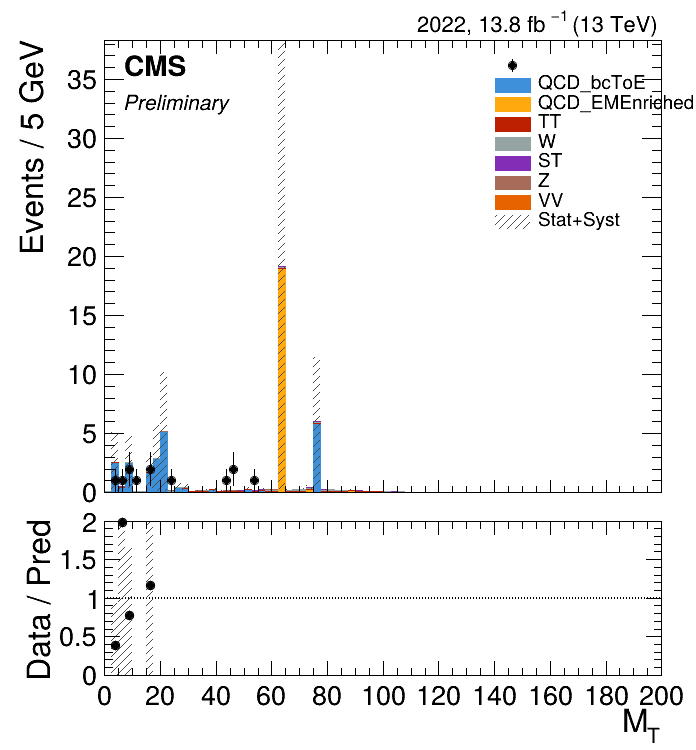 2022, 13.8 fb⁻¹ (13 TeV)
CMS
Preliminary
QCD_bcToE
QCD_EMEnriehed
TT
W
ST
Z
VV
Stat+Syst
Events / 5 GeV
35
30
25
20
15
10
5
0
Data / Pred
2
1.5
1
0.5
0
0 20 40 60 80 100 120 140 160 180 200
M_T